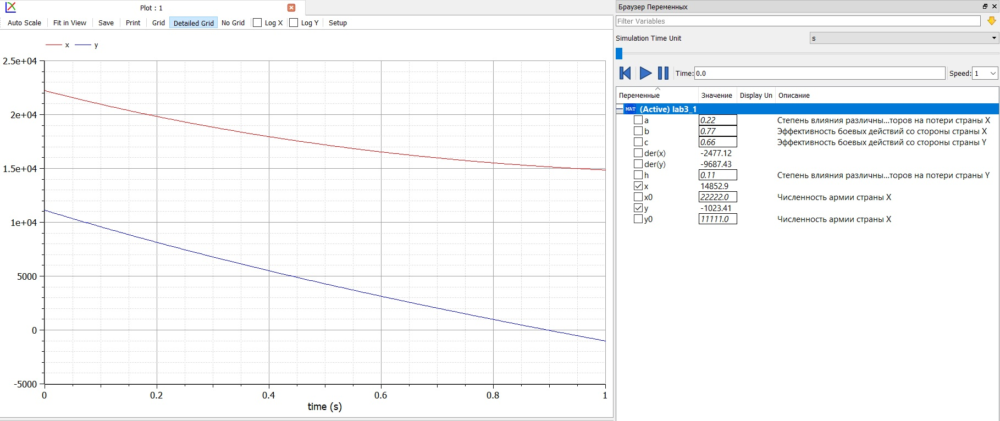 Plot : 1
Auto Scale Fit in View Save Print Grid Detailed Grid No Grid Log X Log Y Setup
x y
2.5e+04
2e+04
1.5e+04
1e+04
5000
0
-5000
0 0.2 0.4 0.6 0.8 1
time (s)
Браузер Переменных
Filter Variables
Simulation Time Unit s
Time: 0.0 Speed: 1
Переменные Значение Display Un Описание
MAT (Active) lab3_1
a 0.22 Степень влияния различны...торов на потери страны X
b 0.77 Эффективность боевых действий со стороны страны X
c 0.66 Эффективность боевых действий со стороны страны Y
der(x) -2477.12
der(y) -9687.43
h 0.11 Степень влияния различны...торов на потери страны Y
x 14852.9
x0 22222.0 Численность армии страны X
y -1023.41
y0 11111.0 Численность армии страны X